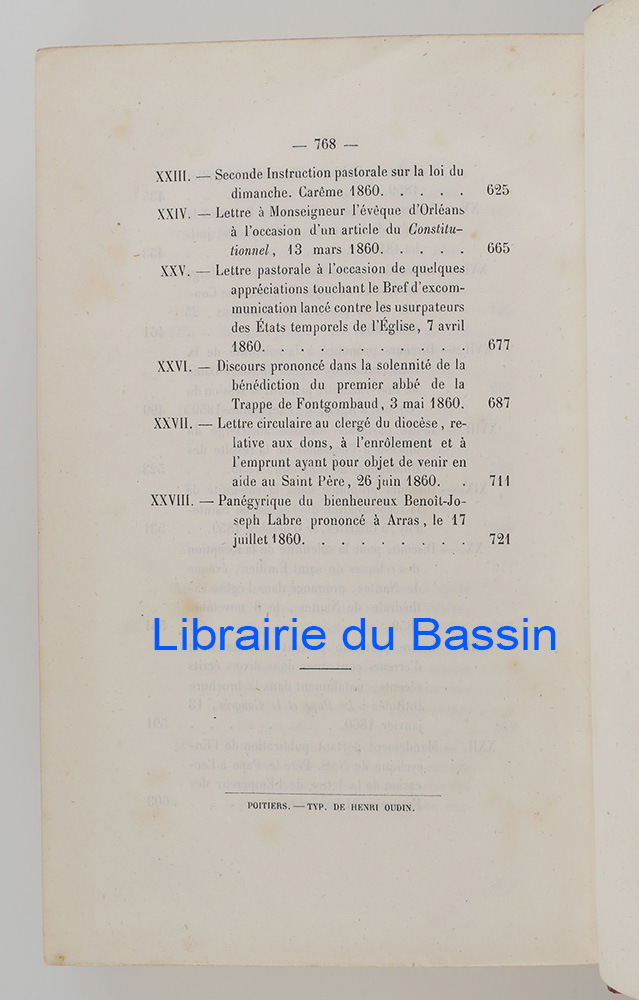 — 768 —
XXIII. — Seconde Instruction pastorale sur la loi du
dimanche. Carême 1860. . . . . 625
XXIV. — Lettre à Monseigneur l'évêque d'Orléans
à l'occasion d'un article du Constitu-
tionnel, 13 mars 1860. . . . . 665
XXV. — Lettre pastorale à l'occasion de quelques
appréciations touchant le Bref d'excom-
munication lancé contre les usurpateurs
des États temporels de l'Église, 7 avril
1860. . . . . . . . . . . 677
XXVI. — Discours prononcé dans la solennité de la
bénédiction du premier abbé de la
Trappe de Fontgombaud, 3 mai 1860. 687
XXVII. — Lettre circulaire au clergé du diocèse, re-
lative aux dons, à l'enrôlement et à
l'emprunt ayant pour objet de venir en
aide au Saint Père, 26 juin 1860. . . 711
XXVIII. — Panégyrique du bienheureux Benoît-Jo-
seph Labre prononcé à Arras, le 17
juillet 1860. . . . . . . . . 721
Librairie du Bassin
POITIERS. — TYP. DE HENRI OUDIN.